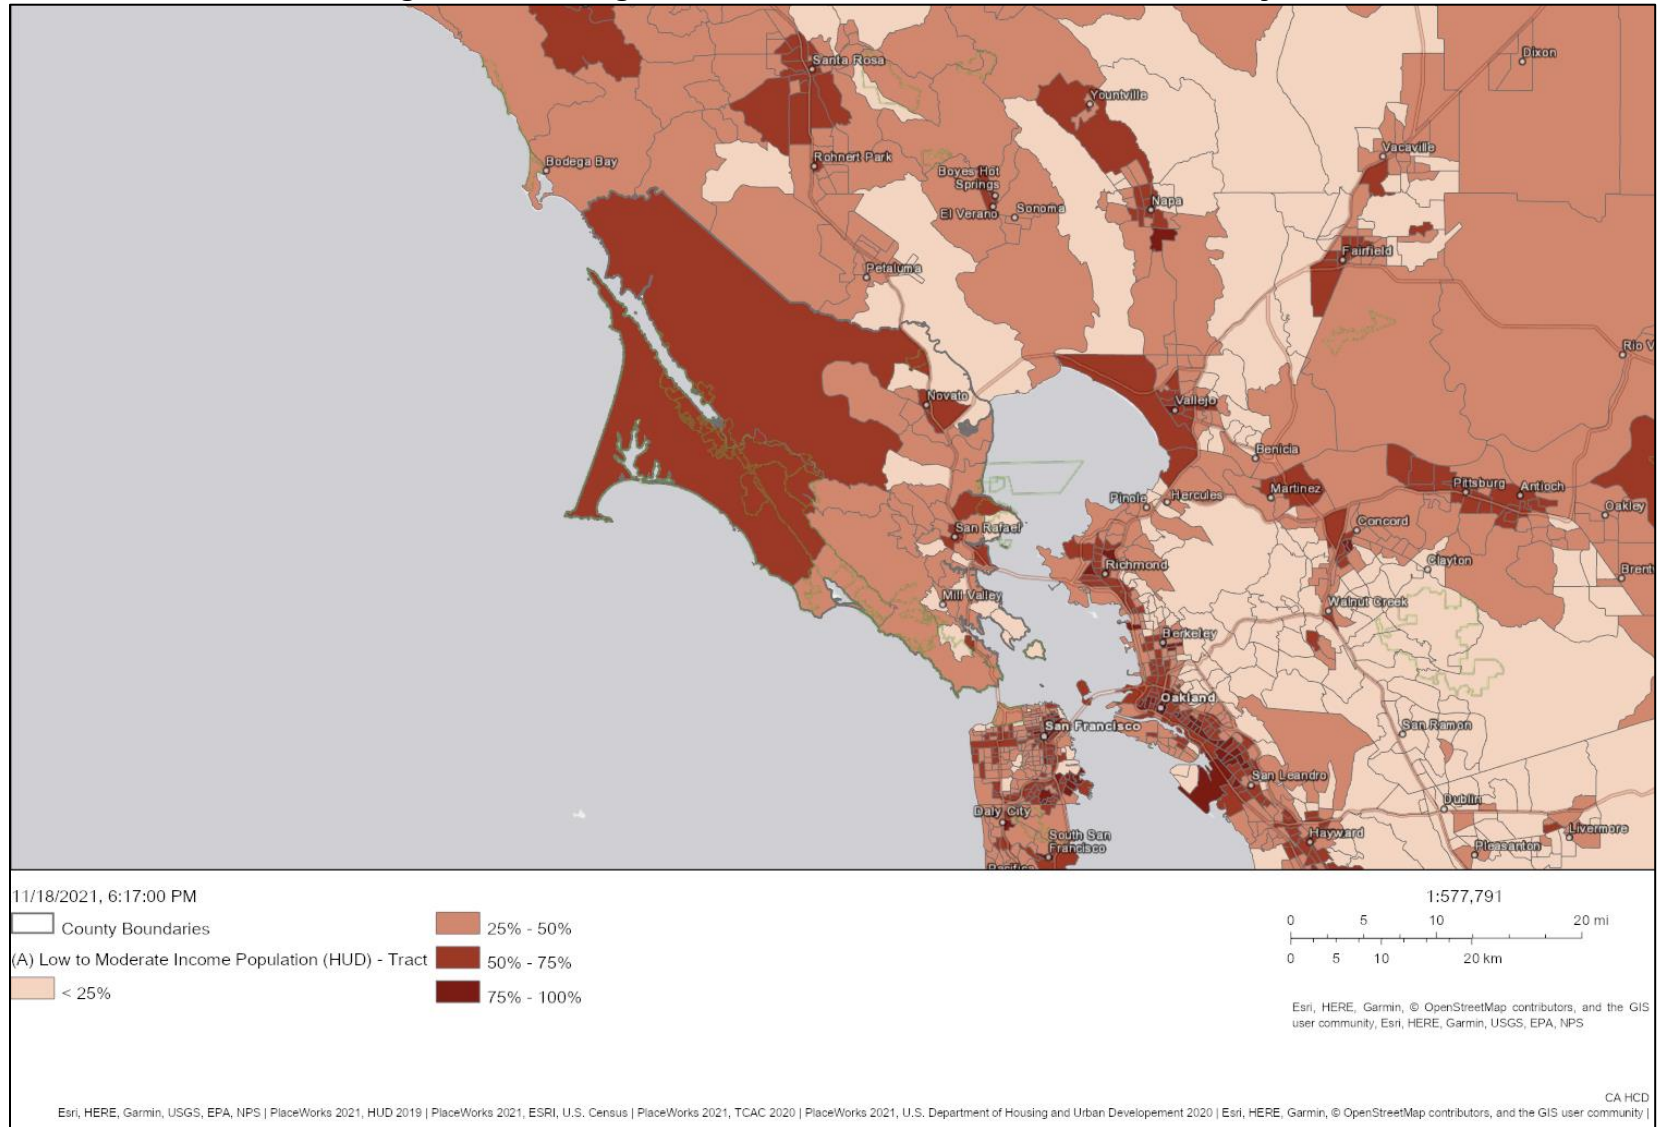 Dixon
Santa Rosa
Yountville
Vacaville
Rohnert Park
Bodega Bay
Boyes Hot
Springs
Napa
El Verano
Sonoma
Fairfield
Petaluma
Rio V
Novato
Vallejo
Benicia
Pittsburg
Antioch
Martinez
Pinole
Hercules
Oakley
Concord
San Rafael
Clayton
Richmond
Brent
Mill Valley
Walnut Creek
Berkeley
Oakland
San Francisco
San Ramon
San Leandro
Dublin
Daly City
Livermore
South San
Francisco
Hayward
Pleasanton
Pacifica
11/18/2021, 6:17:00 PM
County Boundaries
(A) Low to Moderate Income Population (HUD) - Tract
< 25%
25% - 50%
50% - 75%
75% - 100%
1:577,791
0 5 10 20 mi
0 5 10 20 km
Esri, HERE, Garmin, © OpenStreetMap contributors, and the GIS
user community, Esri, HERE, Garmin, USGS, EPA, NPS
CA HCD
Esri, HERE, Garmin, USGS, EPA, NPS | PlaceWorks 2021, HUD 2019 | PlaceWorks 2021, ESRI, U.S. Census | PlaceWorks 2021, TCAC 2020 | PlaceWorks 2021, U.S. Department of Housing and Urban Developement 2020 | Esri, HERE, Garmin, © OpenStreetMap contributors, and the GIS user community |